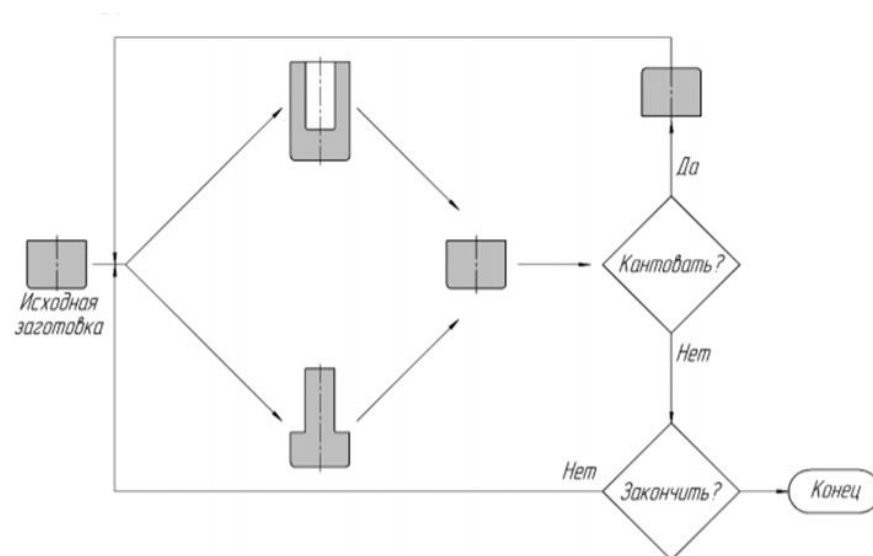 Да
Кантовать?
Исходная
заготовка
Нет
Нет
Закончить?
Конец